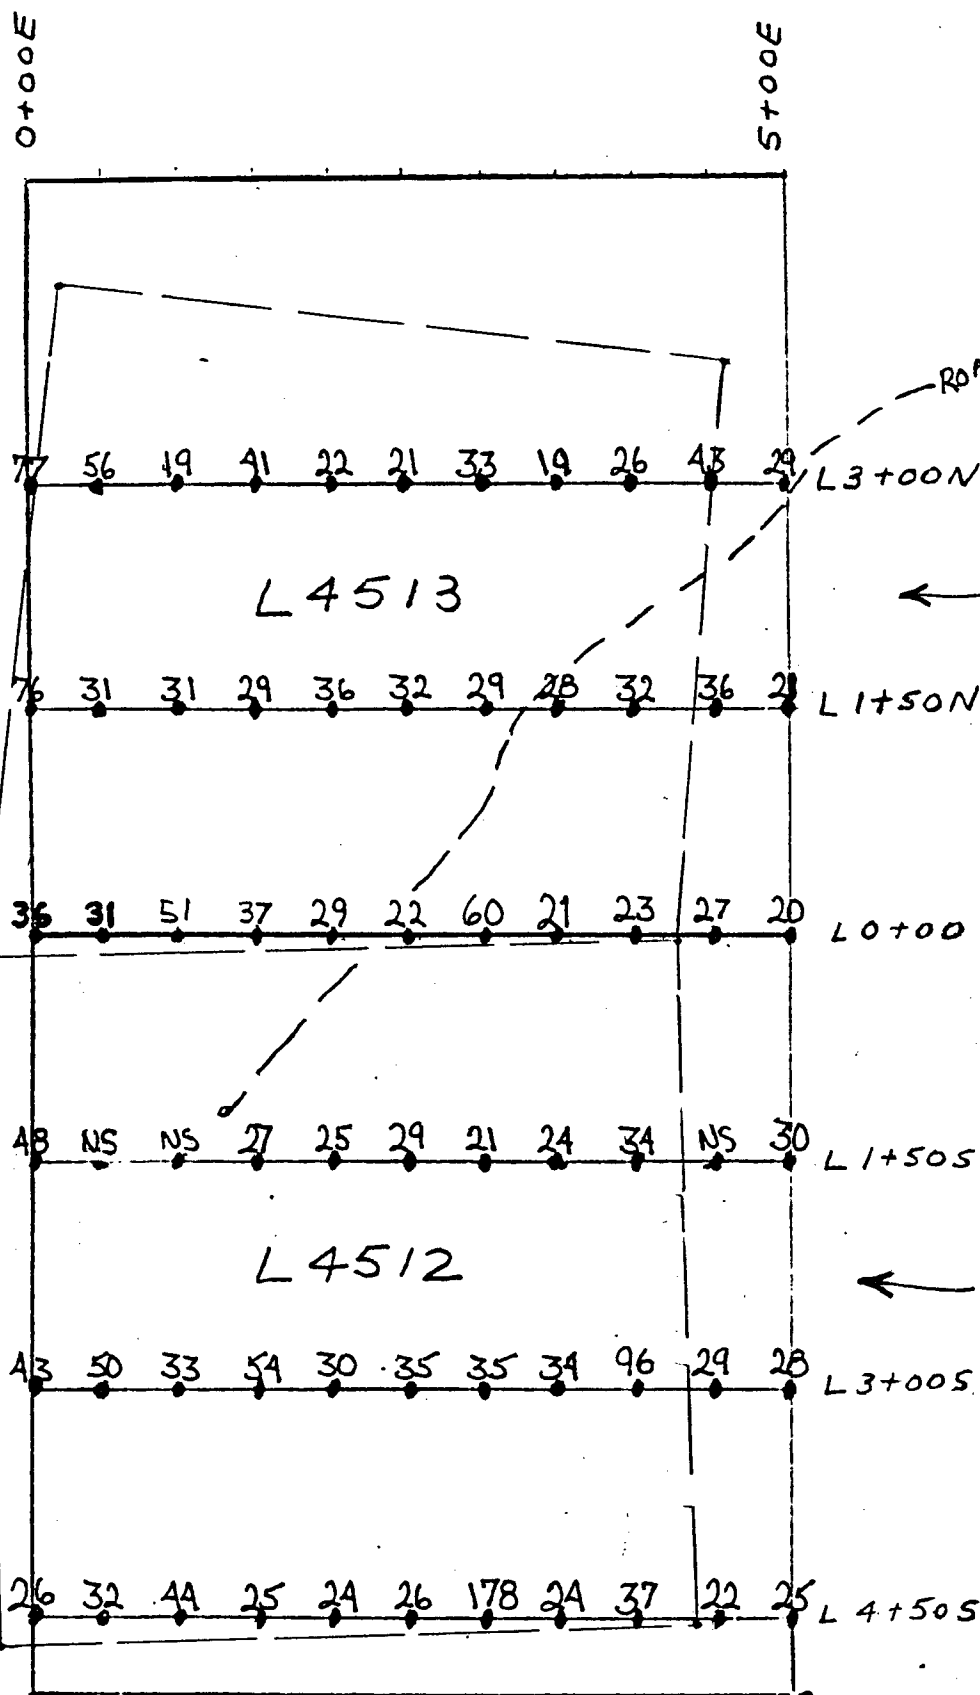 0+00E 5+00E
77 56 19 41 22 21 33 19 26 43 29 L3+00N
L4513
76 31 31 29 36 32 29 28 32 36 21 L1+50N
36 31 51 37 29 22 60 21 23 27 20 L0+00
48 NS NS 27 25 29 21 24 34 NS 30 L1+50S
L4512
43 50 33 54 30 35 35 34 96 29 28 L3+00S
26 32 44 25 24 26 178 24 37 22 25 L4+50S